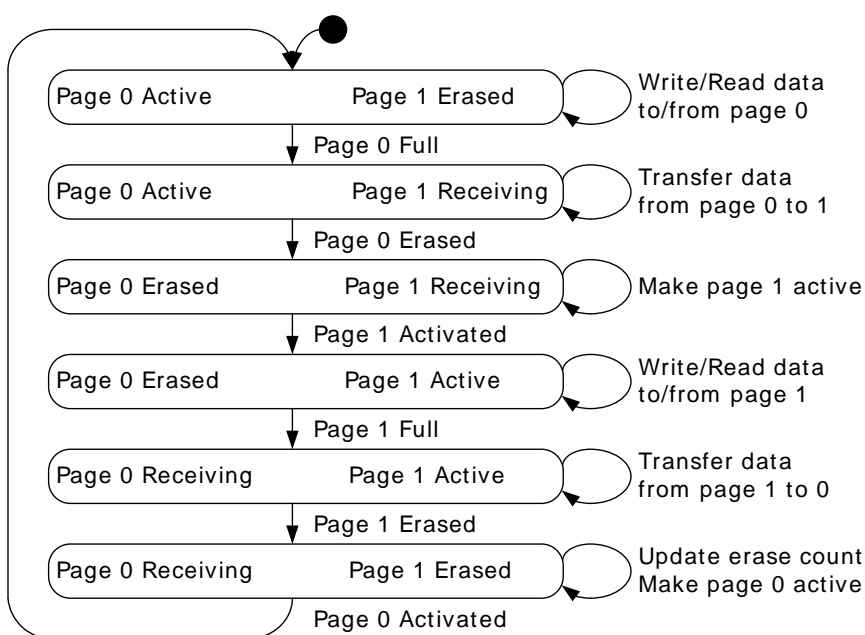 Page 0 Active Page 1 Erased
Write/Read data
to/from page 0
Page 0 Full
Page 0 Active Page 1 Receiving
Transfer data
from page 0 to 1
Page 0 Erased
Page 0 Erased Page 1 Receiving
Make page 1 active
Page 1 Activated
Page 0 Erased Page 1 Active
Write/Read data
to/from page 1
Page 1 Full
Page 0 Receiving Page 1 Active
Transfer data
from page 1 to 0
Page 1 Erased
Page 0 Receiving Page 1 Erased
Update erase count
Make page 0 active
Page 0 Activated